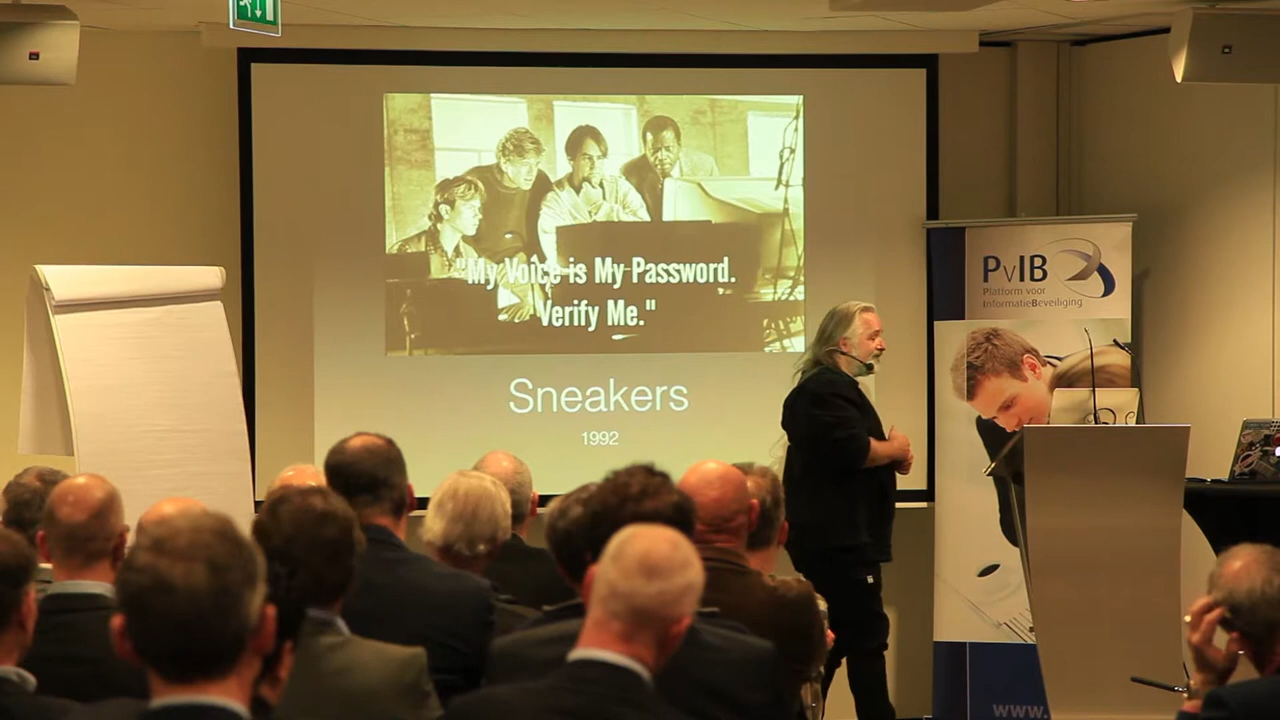 "My Voice is My Password.
Verify Me."
Sneakers
1992
PvIB
Platform voor
InformatieBeveiliging
www.